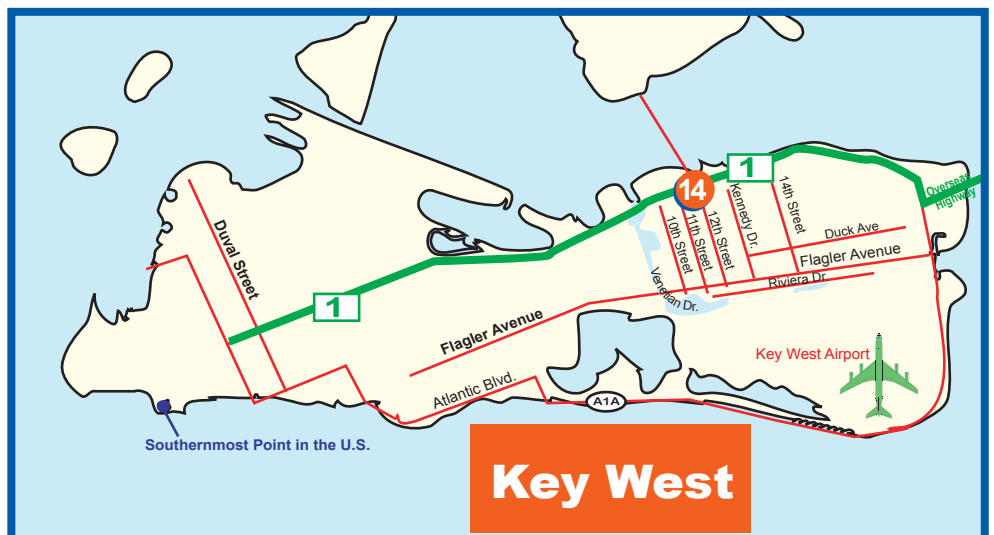 1
14
Overseas
Highway
Kennedy Dr.
14th Street
12th Street
11th Street
10th Street
Duck Ave
Flagler Avenue
Riviera Dr.
Venetian Dr.
Duval Street
1
Flagler Avenue
Key West Airport
Atlantic Blvd.
A1A
Southernmost Point in the U.S.
Key West